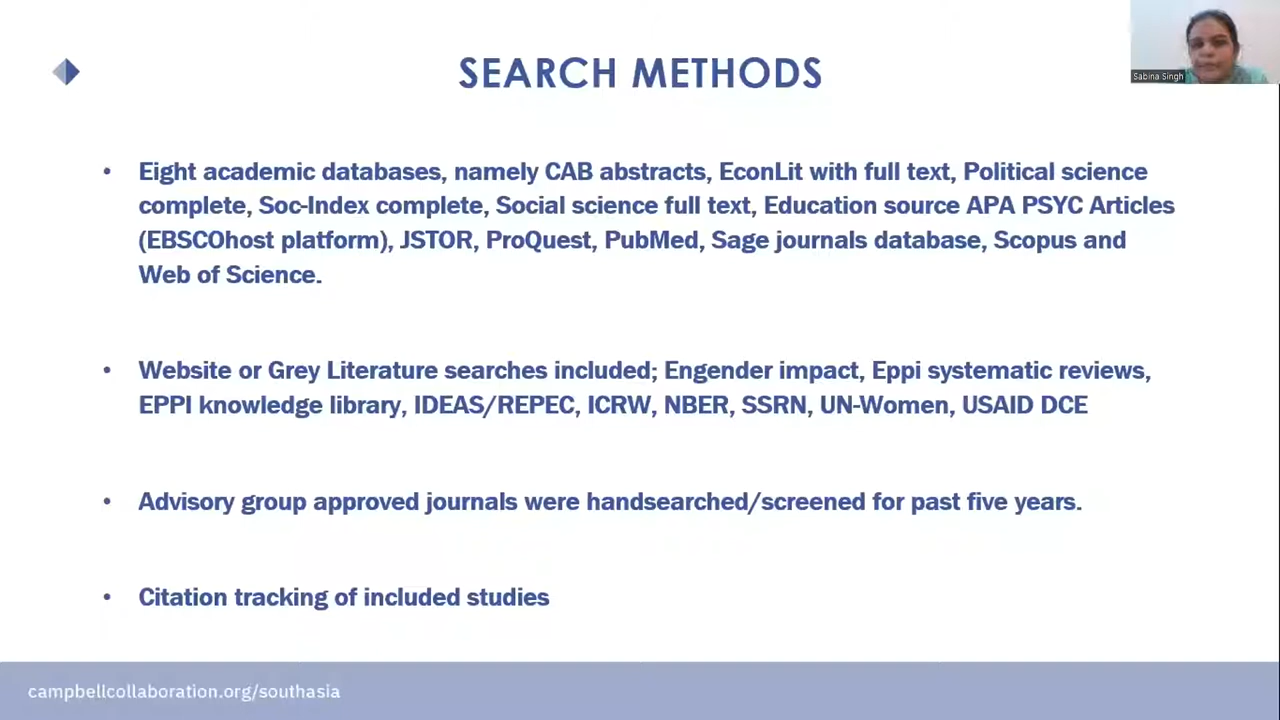 SEARCH METHODS
Sabina Singh
• Eight academic databases, namely CAB abstracts, EconLit with full text, Political science
complete, Soc-Index complete, Social science full text, Education source APA PSYC Articles
(EBSCOhost platform), JSTOR, ProQuest, PubMed, Sage journals database, Scopus and
Web of Science.
• Website or Grey Literature searches included; Engender impact, Eppi systematic reviews,
EPPI knowledge library, IDEAS/REPEC, ICRW, NBER, SSRN, UN-Women, USAID DCE
• Advisory group approved journals were handsearched/screened for past five years.
• Citation tracking of included studies
campbellcollaboration.org/southasia